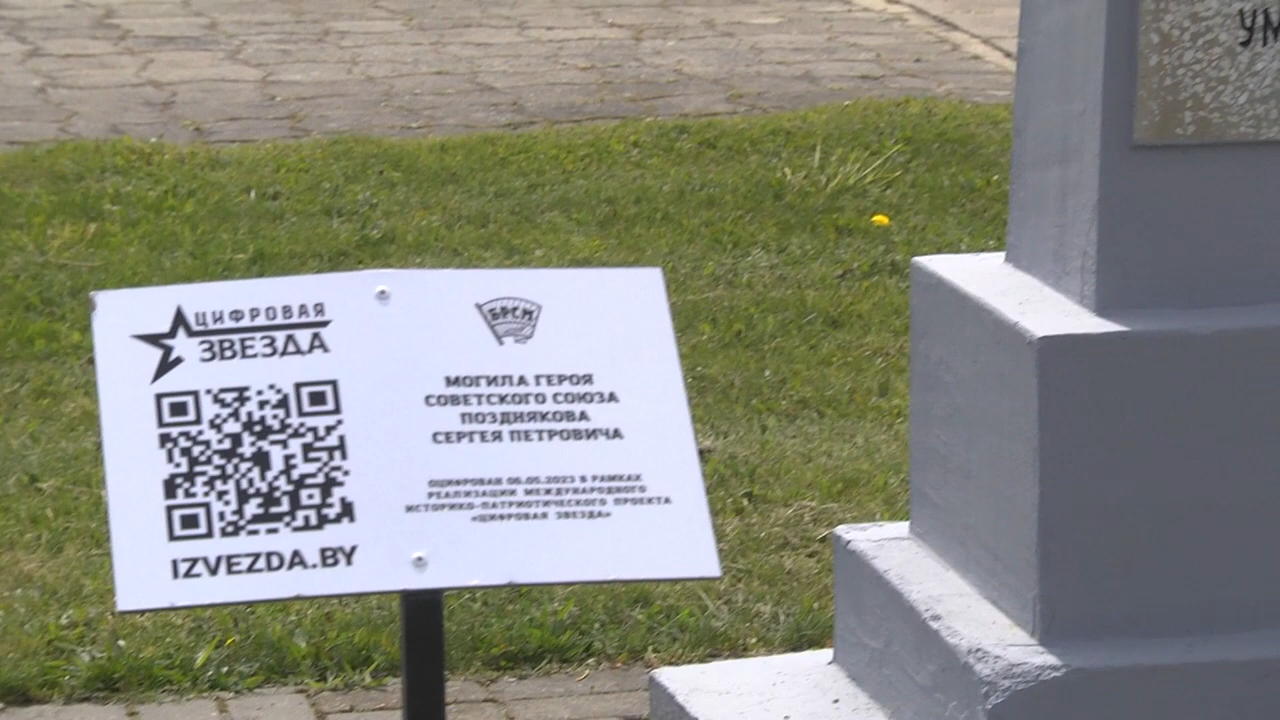 ЦИФРОВАЯ
ЗВЕЗДА
IZVEZDA.BY
БРСМ
МОГИЛА ГЕРОЯ
СОВЕТСКОГО СОЮЗА
ПОЗДНЯКОВА
СЕРГЕЯ ПЕТРОВИЧА
ОЦИФРОВАН 06.05.2023 В РАМКАХ
РЕАЛИЗАЦИИ МЕЖДУНАРОДНОГО
ИСТОРИКО-ПАТРИОТИЧЕСКОГО ПРОЕКТА
«ЦИФРОВАЯ ЗВЕЗДА»